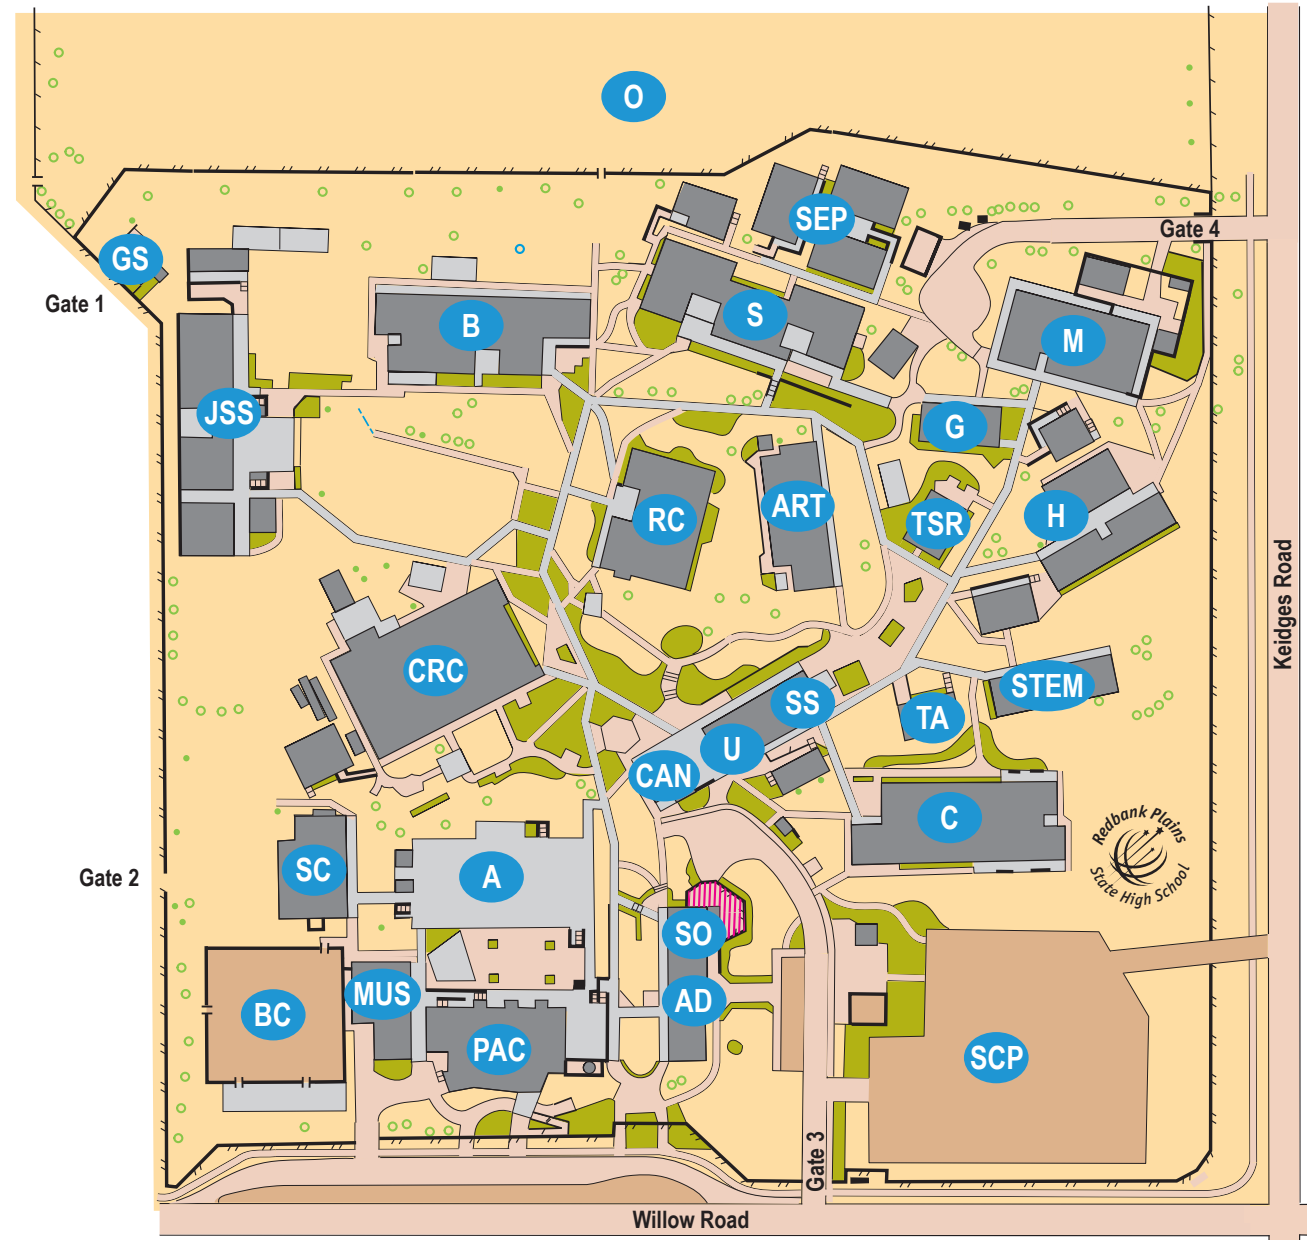 O
SEP
Gate 4
GS
Gate 1
B
S
M
JSS
G
RC
ART
TSR
H
Keidges Road
CRC
STEM
SS
TA
U
CAN
C
Redbank Plains
State High School
SC
A
Gate 2
SO
MUS
AD
BC
PAC
SCP
Gate 3
Willow Road